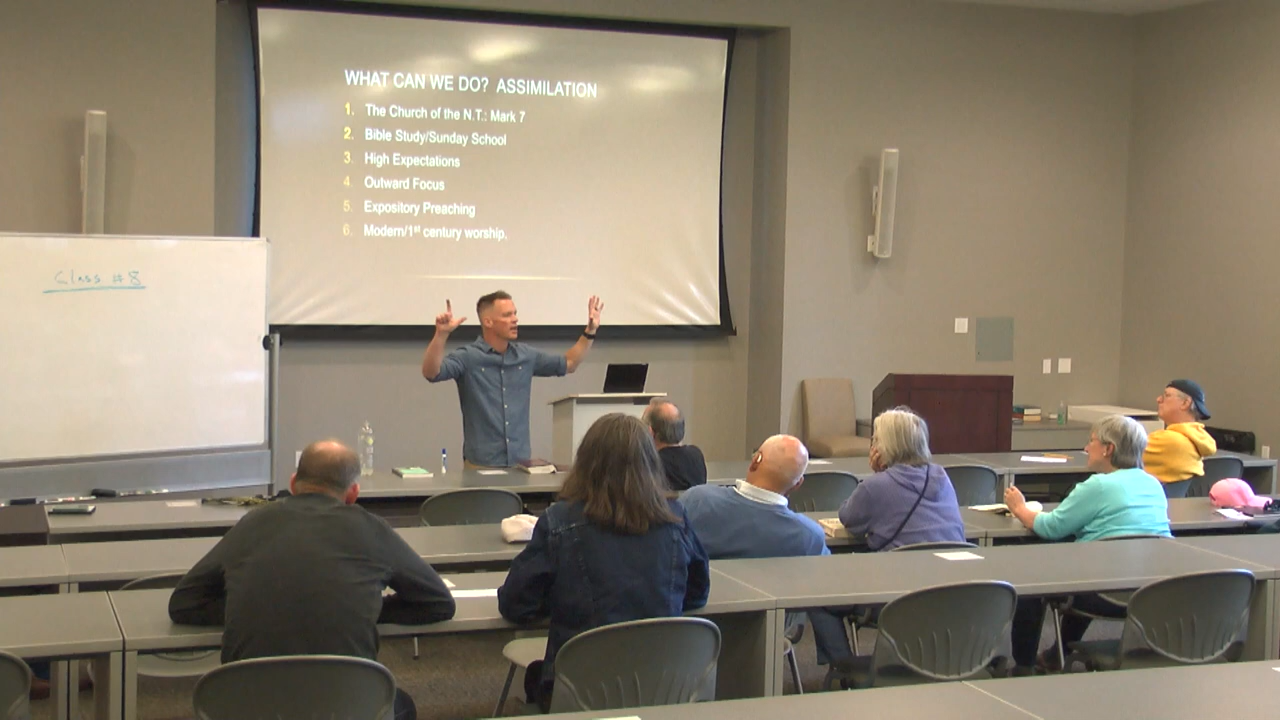 WHAT CAN WE DO? ASSIMILATION
1. The Church of the N.T.: Mark 7
2. Bible Study/Sunday School
3. High Expectations
4. Outward Focus
5. Expository Preaching
6. Modern/1st century worship.
Class #8